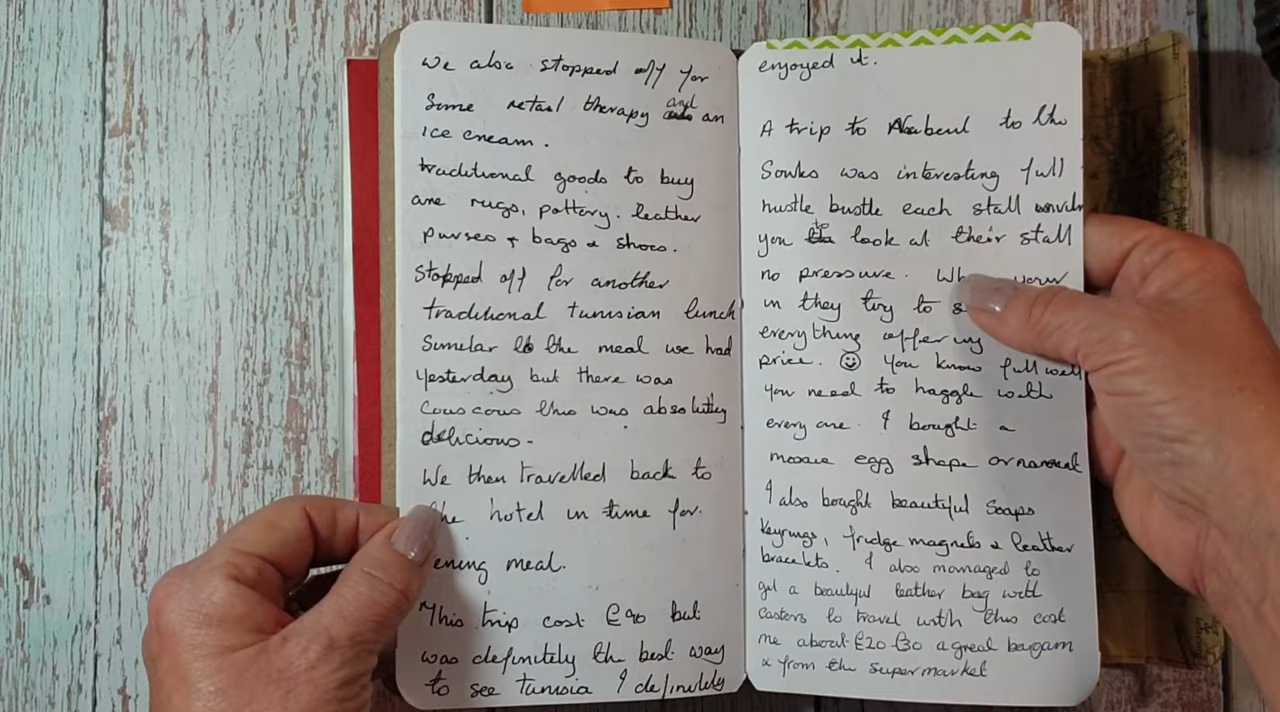 We also stopped off for
Some retail therapy and an
ice cream.
traditional goods to buy
are rugs, pottery. leather
purses + bags & shoes.
Stopped off for another
traditional Tunisian lunch
Similar to the meal we had
yesterday but there was
Couscous this was absolutley
delicious.
We then travelled back to
the hotel in time for.
ening meal.
This trip cost £90 but
was definitely the best way
to see Tunisia I definitely
enjoyed it.
A trip to Nabeul to the
Souks was interesting full
hustle bustle each stall
you to look at their stall
no pressure. your
in they try to
everything offering
price. ☺ You know full well
you need to haggle with
every one. I bought a
mosaic egg shape ornament
I also bought beautiful Soaps
Keyrings, fridge magnets & leather
bracelets. I also mannaged to
get a beautiful leather bag with
Casters to travel with this cost
me about £20-£30 a great bargain
& from the supermarket